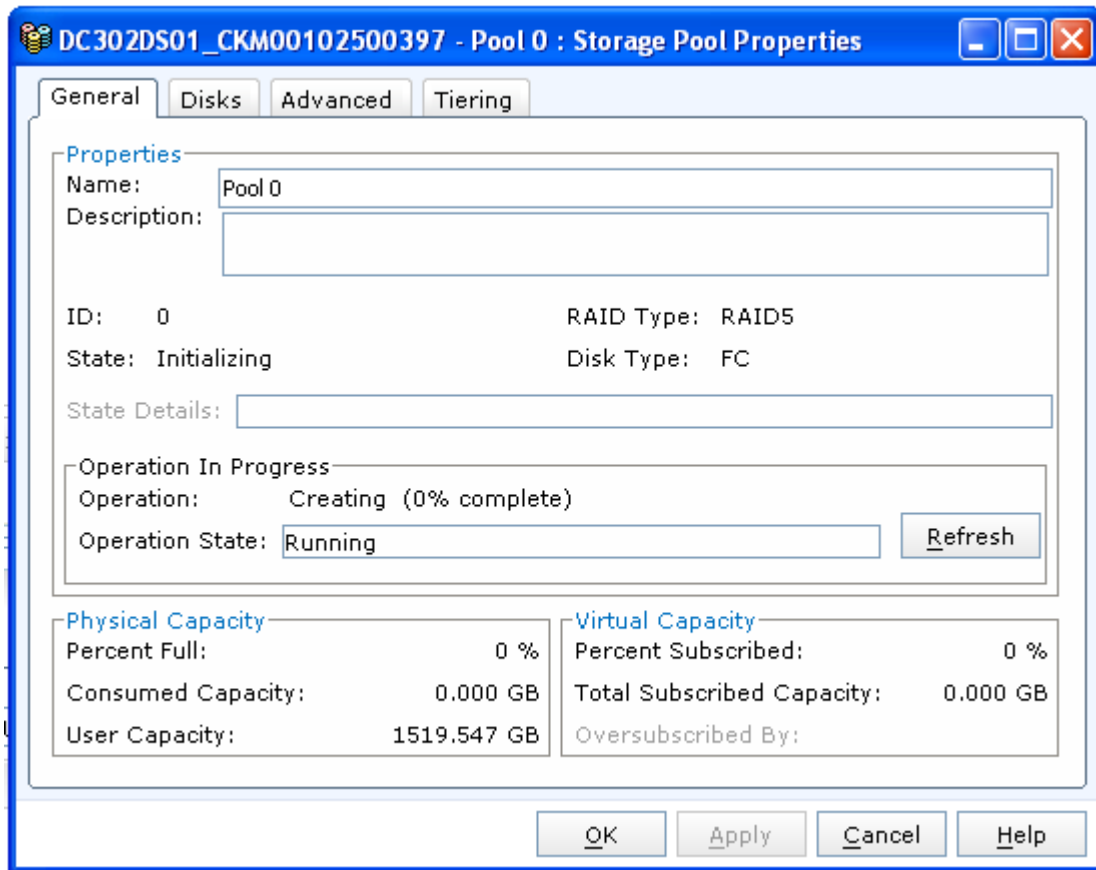 DC302DS01_CKM00102500397 - Pool 0 : Storage Pool Properties
General Disks Advanced Tiering
Properties
Name: Pool 0
Description:
ID: 0 RAID Type: RAID5
State: Initializing Disk Type: FC
State Details:
Operation In Progress
Operation: Creating (0% complete)
Operation State: Running Refresh
Physical Capacity Virtual Capacity
Percent Full: 0 % Percent Subscribed: 0 %
Consumed Capacity: 0.000 GB Total Subscribed Capacity: 0.000 GB
User Capacity: 1519.547 GB Oversubscribed By:
OK Apply Cancel Help